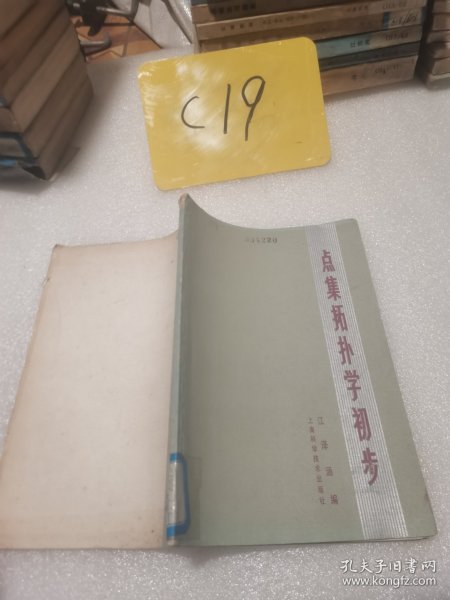 C19
点集拓扑学初步
江泽涵编
上海科学技术出版社
孔夫子旧书网
www.kongfz.com